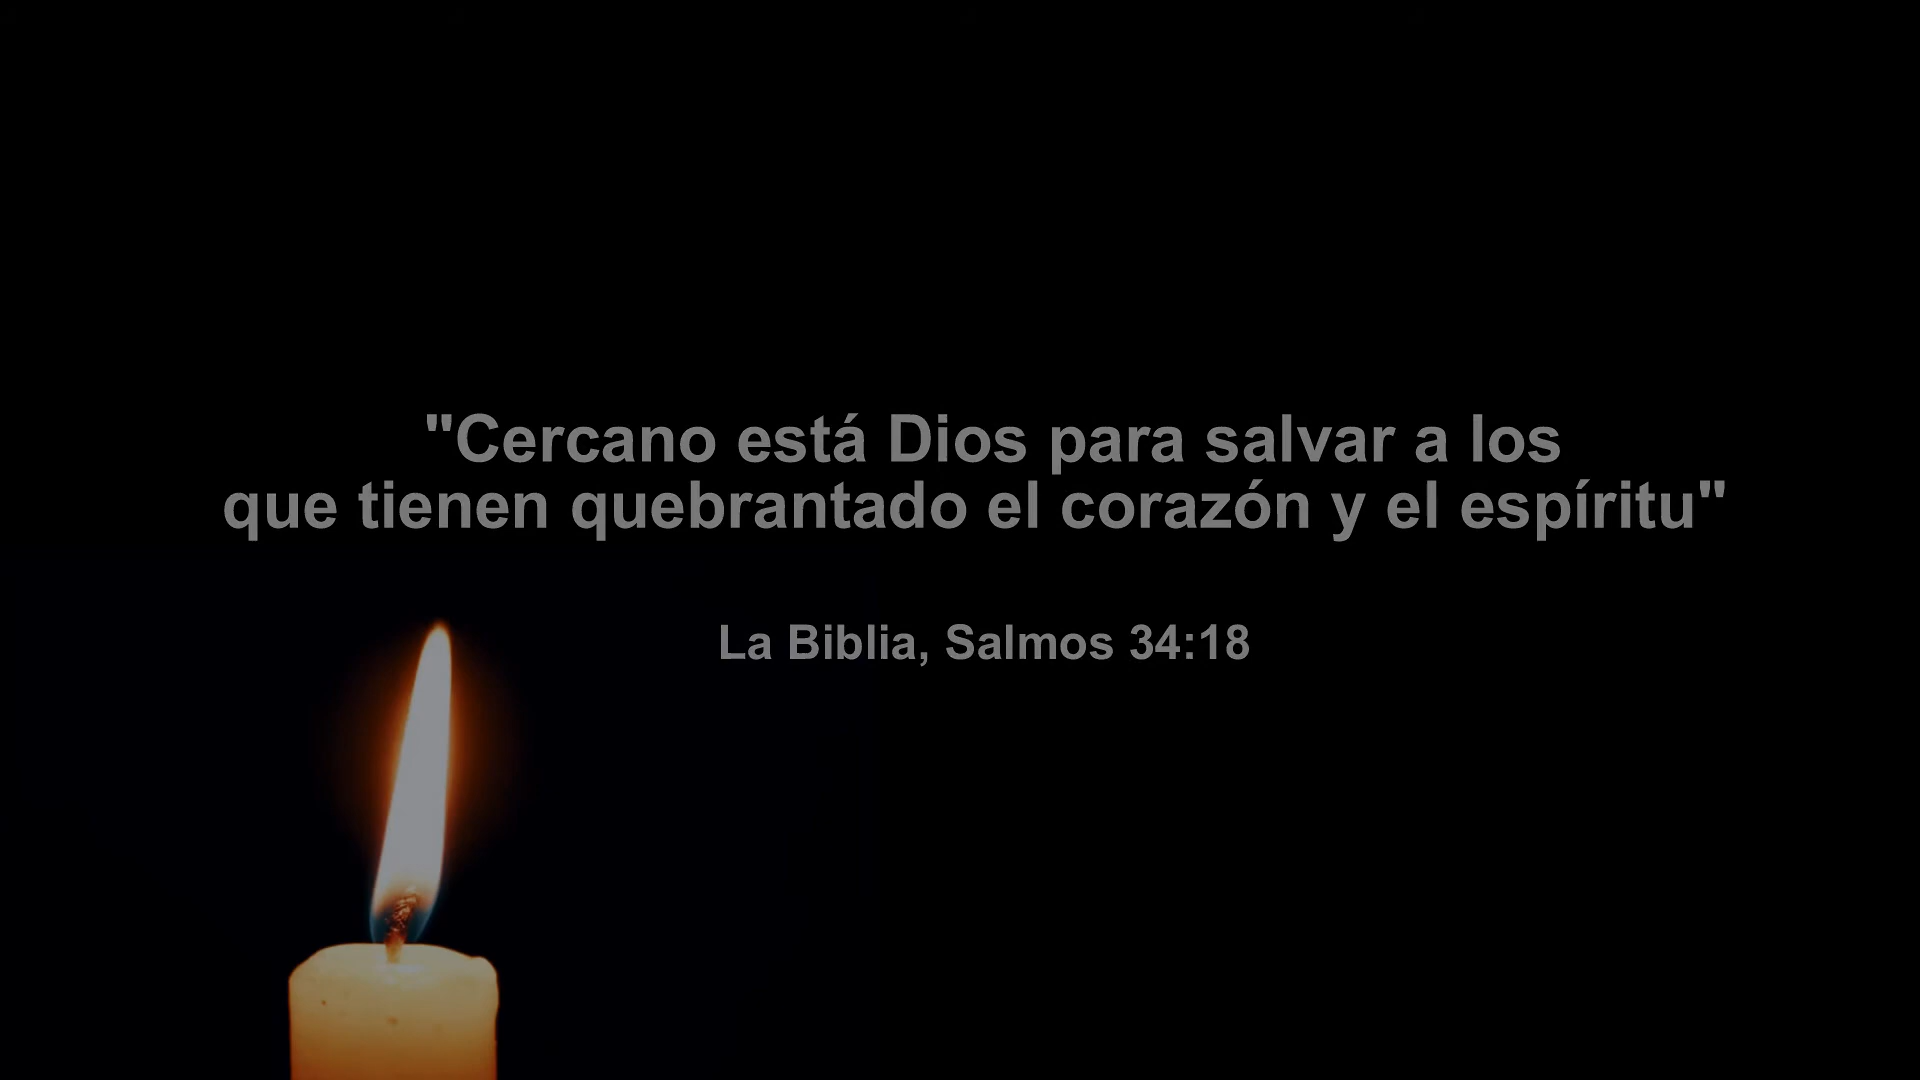 "Cercano está Dios para salvar a los
que tienen quebrantado el corazón y el espíritu"
La Biblia, Salmos 34:18